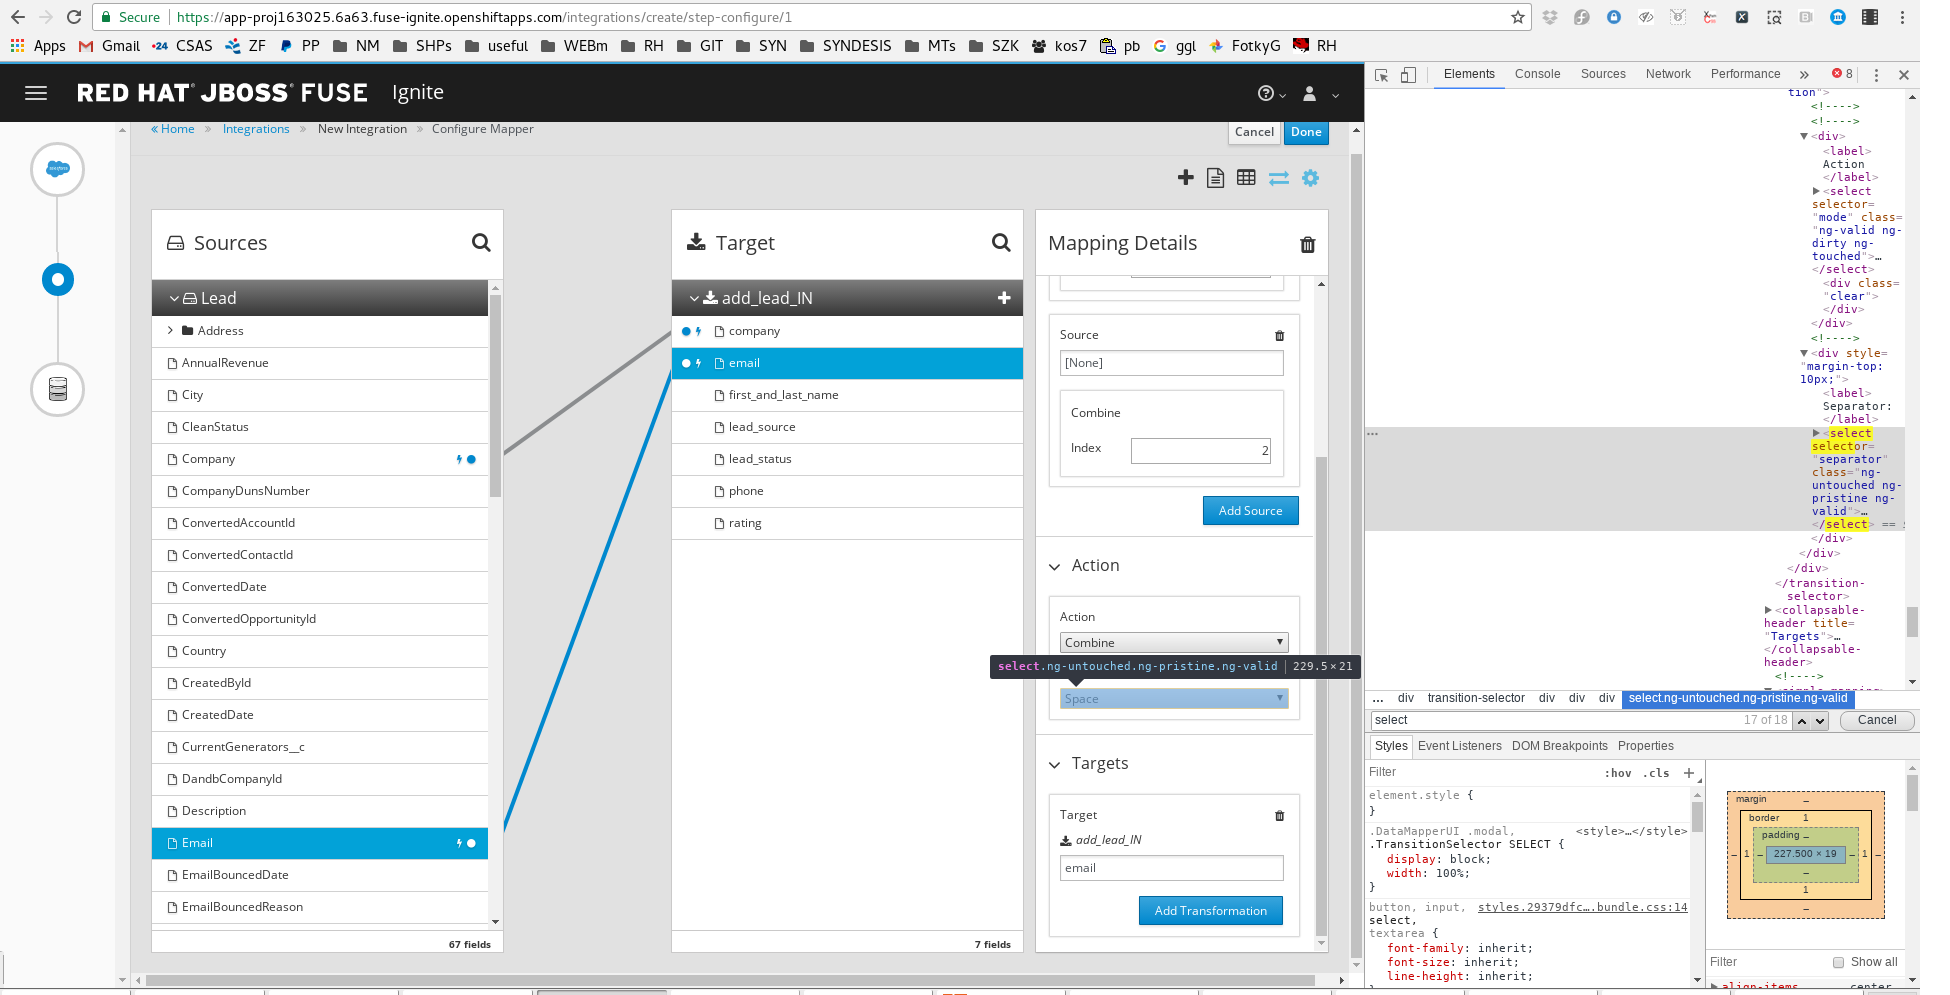 Secure | https://app-proj163025.6a63.fuse-ignite.openshiftapps.com/integrations/create/step-configure/1
Apps Gmail CSAS ZF PP NM SHPs useful WEBm RH GIT SYN SYNDESIS MTs SZK kos7 pb ggl FotkyG RH
RED HAT JBOSS FUSE Ignite
« Home » Integrations » New Integration » Configure Mapper
Cancel Done
Sources
Lead
Address
AnnualRevenue
City
CleanStatus
Company
CompanyDunsNumber
ConvertedAccountId
ConvertedContactId
ConvertedDate
ConvertedOpportunityId
Country
CreatedById
CreatedDate
CurrentGenerators__c
DandbCompanyId
Description
Email
EmailBouncedDate
EmailBouncedReason
67 fields
Target
add_lead_IN
company
email
first_and_last_name
lead_source
lead_status
phone
rating
7 fields
Mapping Details
Source
[None]
Combine
Index 2
Add Source
Action
Action
Combine
select.ng-untouched.ng-pristine.ng-valid | 229.5 × 21
Space
Targets
Target
add_lead_IN
email
Add Transformation
Elements Console Sources Network Performance » 8
tion">
<!---->
<!---->
<div>
<label>
Action
</label>
<select
selector=
"mode" class=
"ng-valid ng-
dirty ng-
touched">…
</select>
<div class=
"clear">
</div>
</div>
<!---->
<div style=
"margin-top:
10px;">
<label>
Separator:
</label>
<select
selector=
"separator"
class="ng-
untouched ng-
pristine ng-
valid">…
</select> ==
</div>
</div>
</div>
</transition-
selector>
<collapsable-
header title=
"Targets">…
</collapsable-
header>
<!---->
... div transition-selector div div div select.ng-untouched.ng-pristine.ng-valid
select 17 of 18 Cancel
Styles Event Listeners DOM Breakpoints Properties
Filter :hov .cls +
element.style {
}
.DataMapperUI .modal, <style>…</style>
.TransitionSelector SELECT {
display: block;
width: 100%;
}
button, input, styles.29379dfc….bundle.css:14
select,
textarea {
font-family: inherit;
font-size: inherit;
line-height: inherit;
margin –
border 1
padding –
– 1 – 227.500 × 19 – 1 –
–
1
–
Filter Show all
align-items center